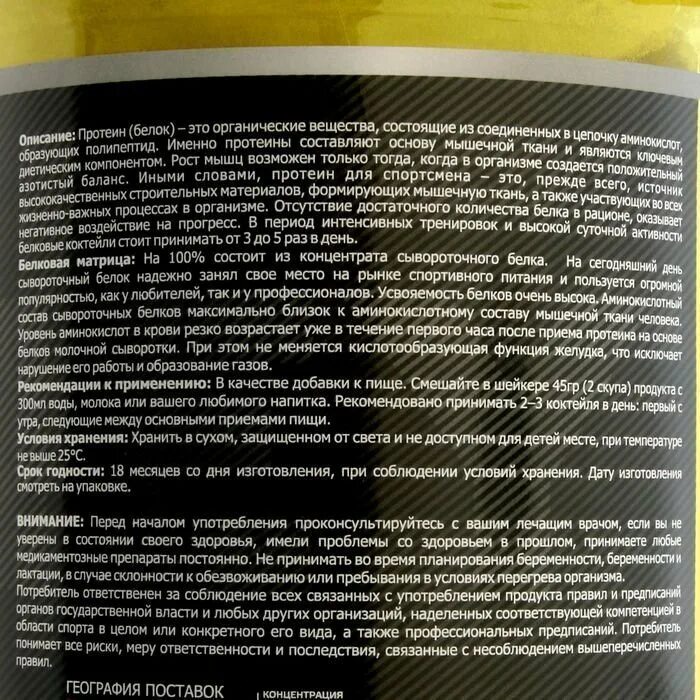 Описание: Протеин (белок) – это органические вещества, состоящие из соединенных в цепочку аминокислот,
образующих полипептид. Именно протеины составляют основу мышечной ткани и являются ключевым
диетическим компонентом. Рост мышц возможен только тогда, когда в организме создается положительный
азотистый баланс. Иными словами, протеин для спортсмена – это, прежде всего, источник
высококачественных строительных материалов, формирующих мышечную ткань, а также участвующих во всех
жизненно-важных процессах в организме. Отсутствие достаточного количества белка в рационе, оказывает
негативное воздействие на прогресс. В период интенсивных тренировок и высокой суточной активности
белковые коктейли стоит принимать от 3 до 5 раз в день.
Белковая матрица: На 100% состоит из концентрата сывороточного белка. На сегодняшний день
сывороточный белок надежно занял свое место на рынке спортивного питания и пользуется огромной
популярностью, как у любителей, так и у профессионалов. Усвояемость белков очень высока. Аминокислотный
состав сывороточных белков максимально близок к аминокислотному составу мышечной ткани человека.
Уровень аминокислот в крови резко возрастает уже в течение первого часа после приема протеина на основе
белков молочной сыворотки. При этом не меняется кислотообразующая функция желудка, что исключает
нарушение его работы и образование газов.
Рекомендации к применению: В качестве добавки к пище. Смешайте в шейкере 45гр (2 скупа) продукта с
300мл воды, молока или вашего любимого напитка. Рекомендовано принимать 2–3 коктейля в день: первый с
утра, следующие между основными приемами пищи.
Условия хранения: Хранить в сухом, защищенном от света и не доступном для детей месте, при температуре
не выше 25°С.
Срок годности: 18 месяцев со дня изготовления, при соблюдении условий хранения. Дату изготовления
смотреть на упаковке.
ВНИМАНИЕ: Перед началом употребления проконсультируйтесь с вашим лечащим врачом, если вы не
уверены в состоянии своего здоровья, имели проблемы со здоровьем в прошлом, принимаете любые
медикаментозные препараты постоянно. Не принимать во время планирования беременности, беременности и
лактации, в случае склонности к обезвоживанию или пребывания в условиях перегрева организма.
Потребитель ответственен за соблюдение всех связанных с употреблением продукта правил и предписаний
органов государственной власти и любых других организаций, наделенных соответствующей компетенцией в
области спорта в целом или конкретного его вида, а также профессиональных предписаний. Потребитель
понимает все риски, меру ответственности и последствия, связанные с несоблюдением вышеперечисленных
правил.
ГЕОГРАФИЯ ПОСТАВОК
КОНЦЕНТРАЦИЯ